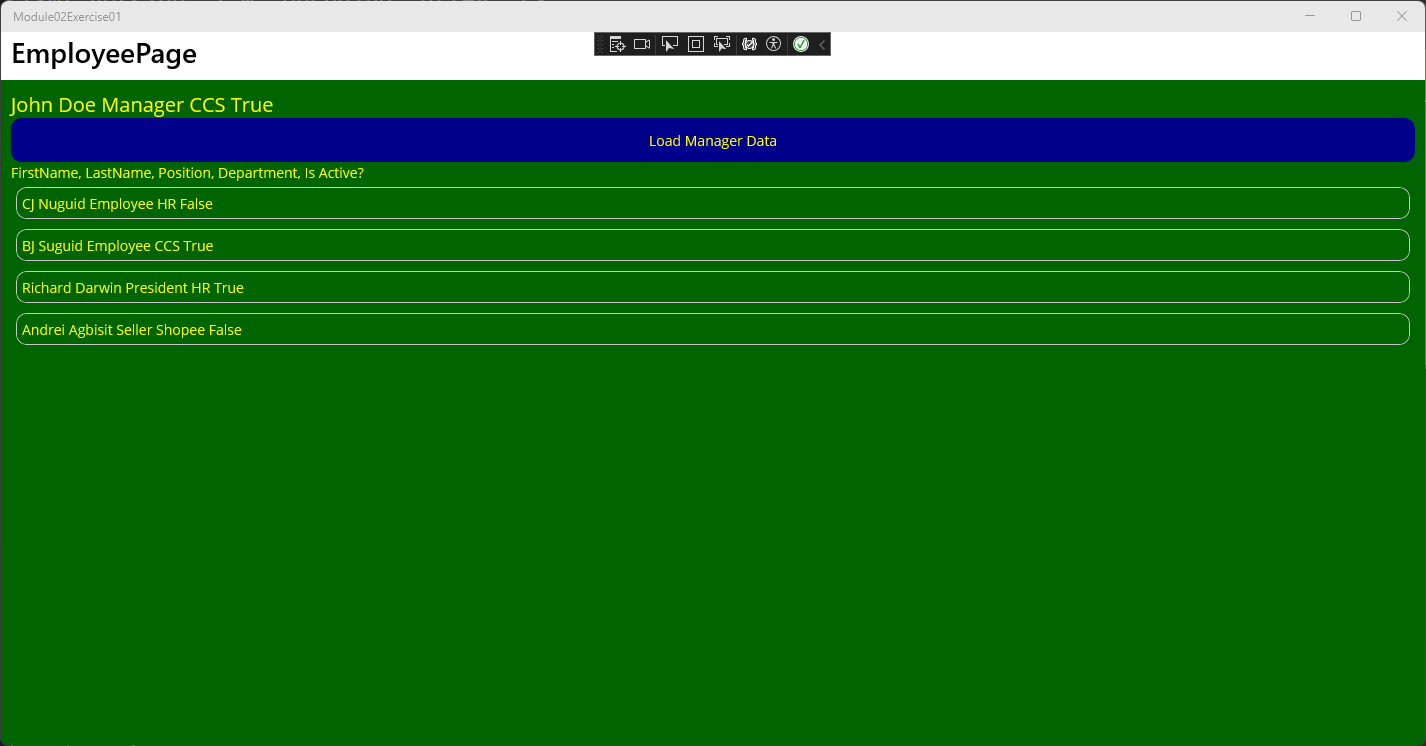 Module02Exercise01
EmployeePage
John Doe Manager CCS True
Load Manager Data
FirstName, LastName, Position, Department, Is Active?
CJ Nuguid Employee HR False
BJ Suguid Employee CCS True
Richard Darwin President HR True
Andrei Agbisit Seller Shopee False